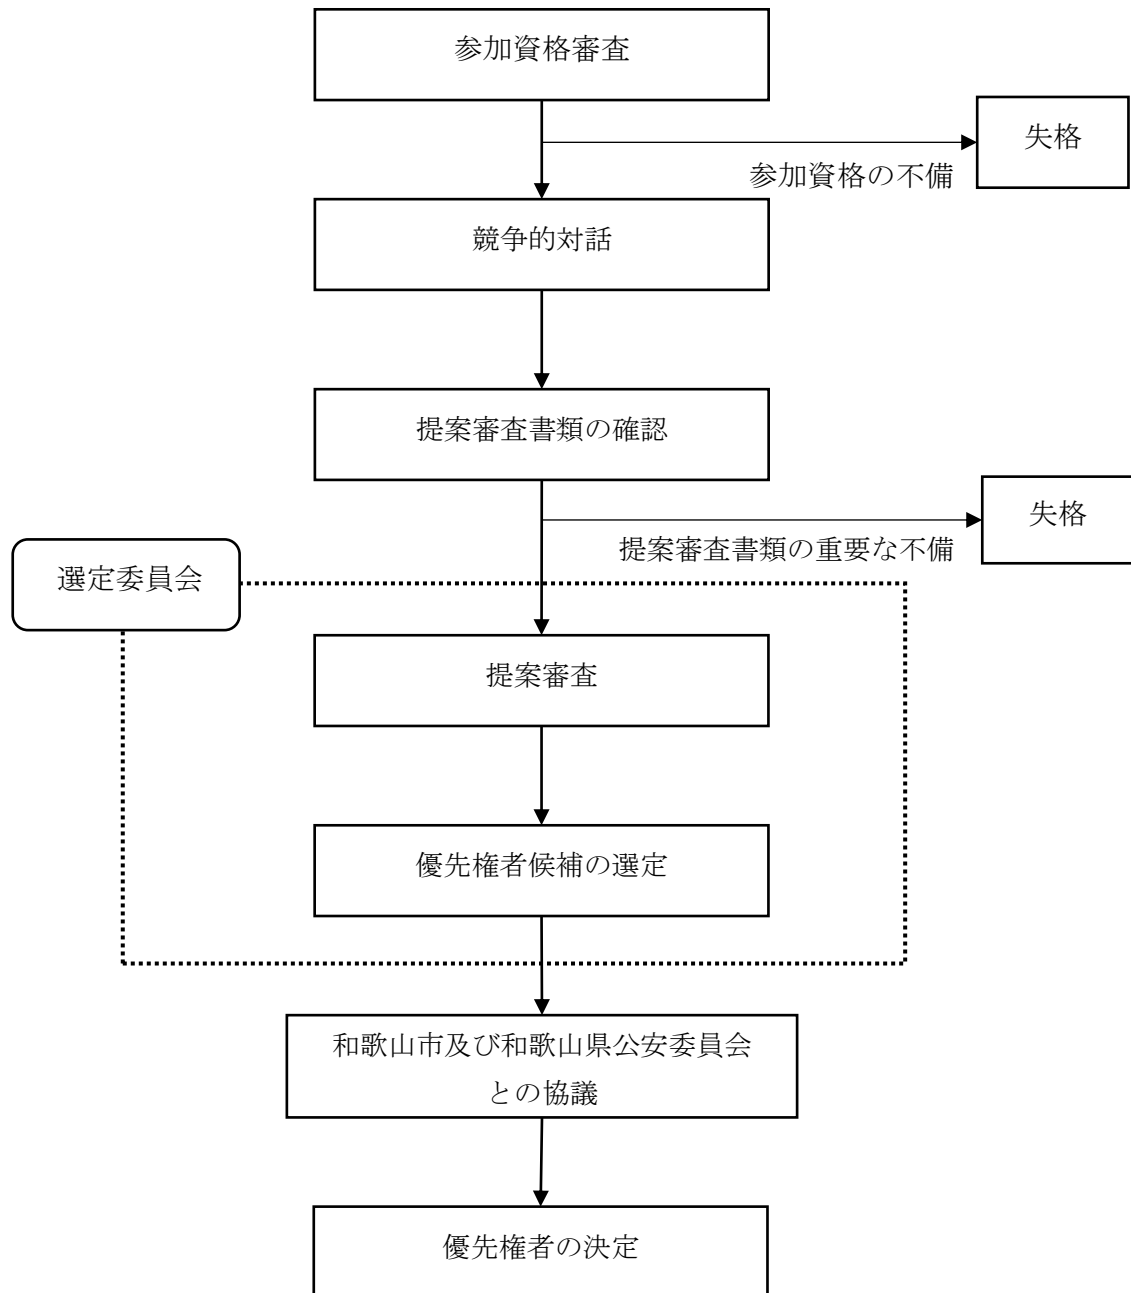 参加資格審査
失格
参加資格の不備
競争的対話
提案審査書類の確認
失格
提案審査書類の重要な不備
選定委員会
提案審査
優先権者候補の選定
和歌山市及び和歌山県公安委員会
との協議
優先権者の決定